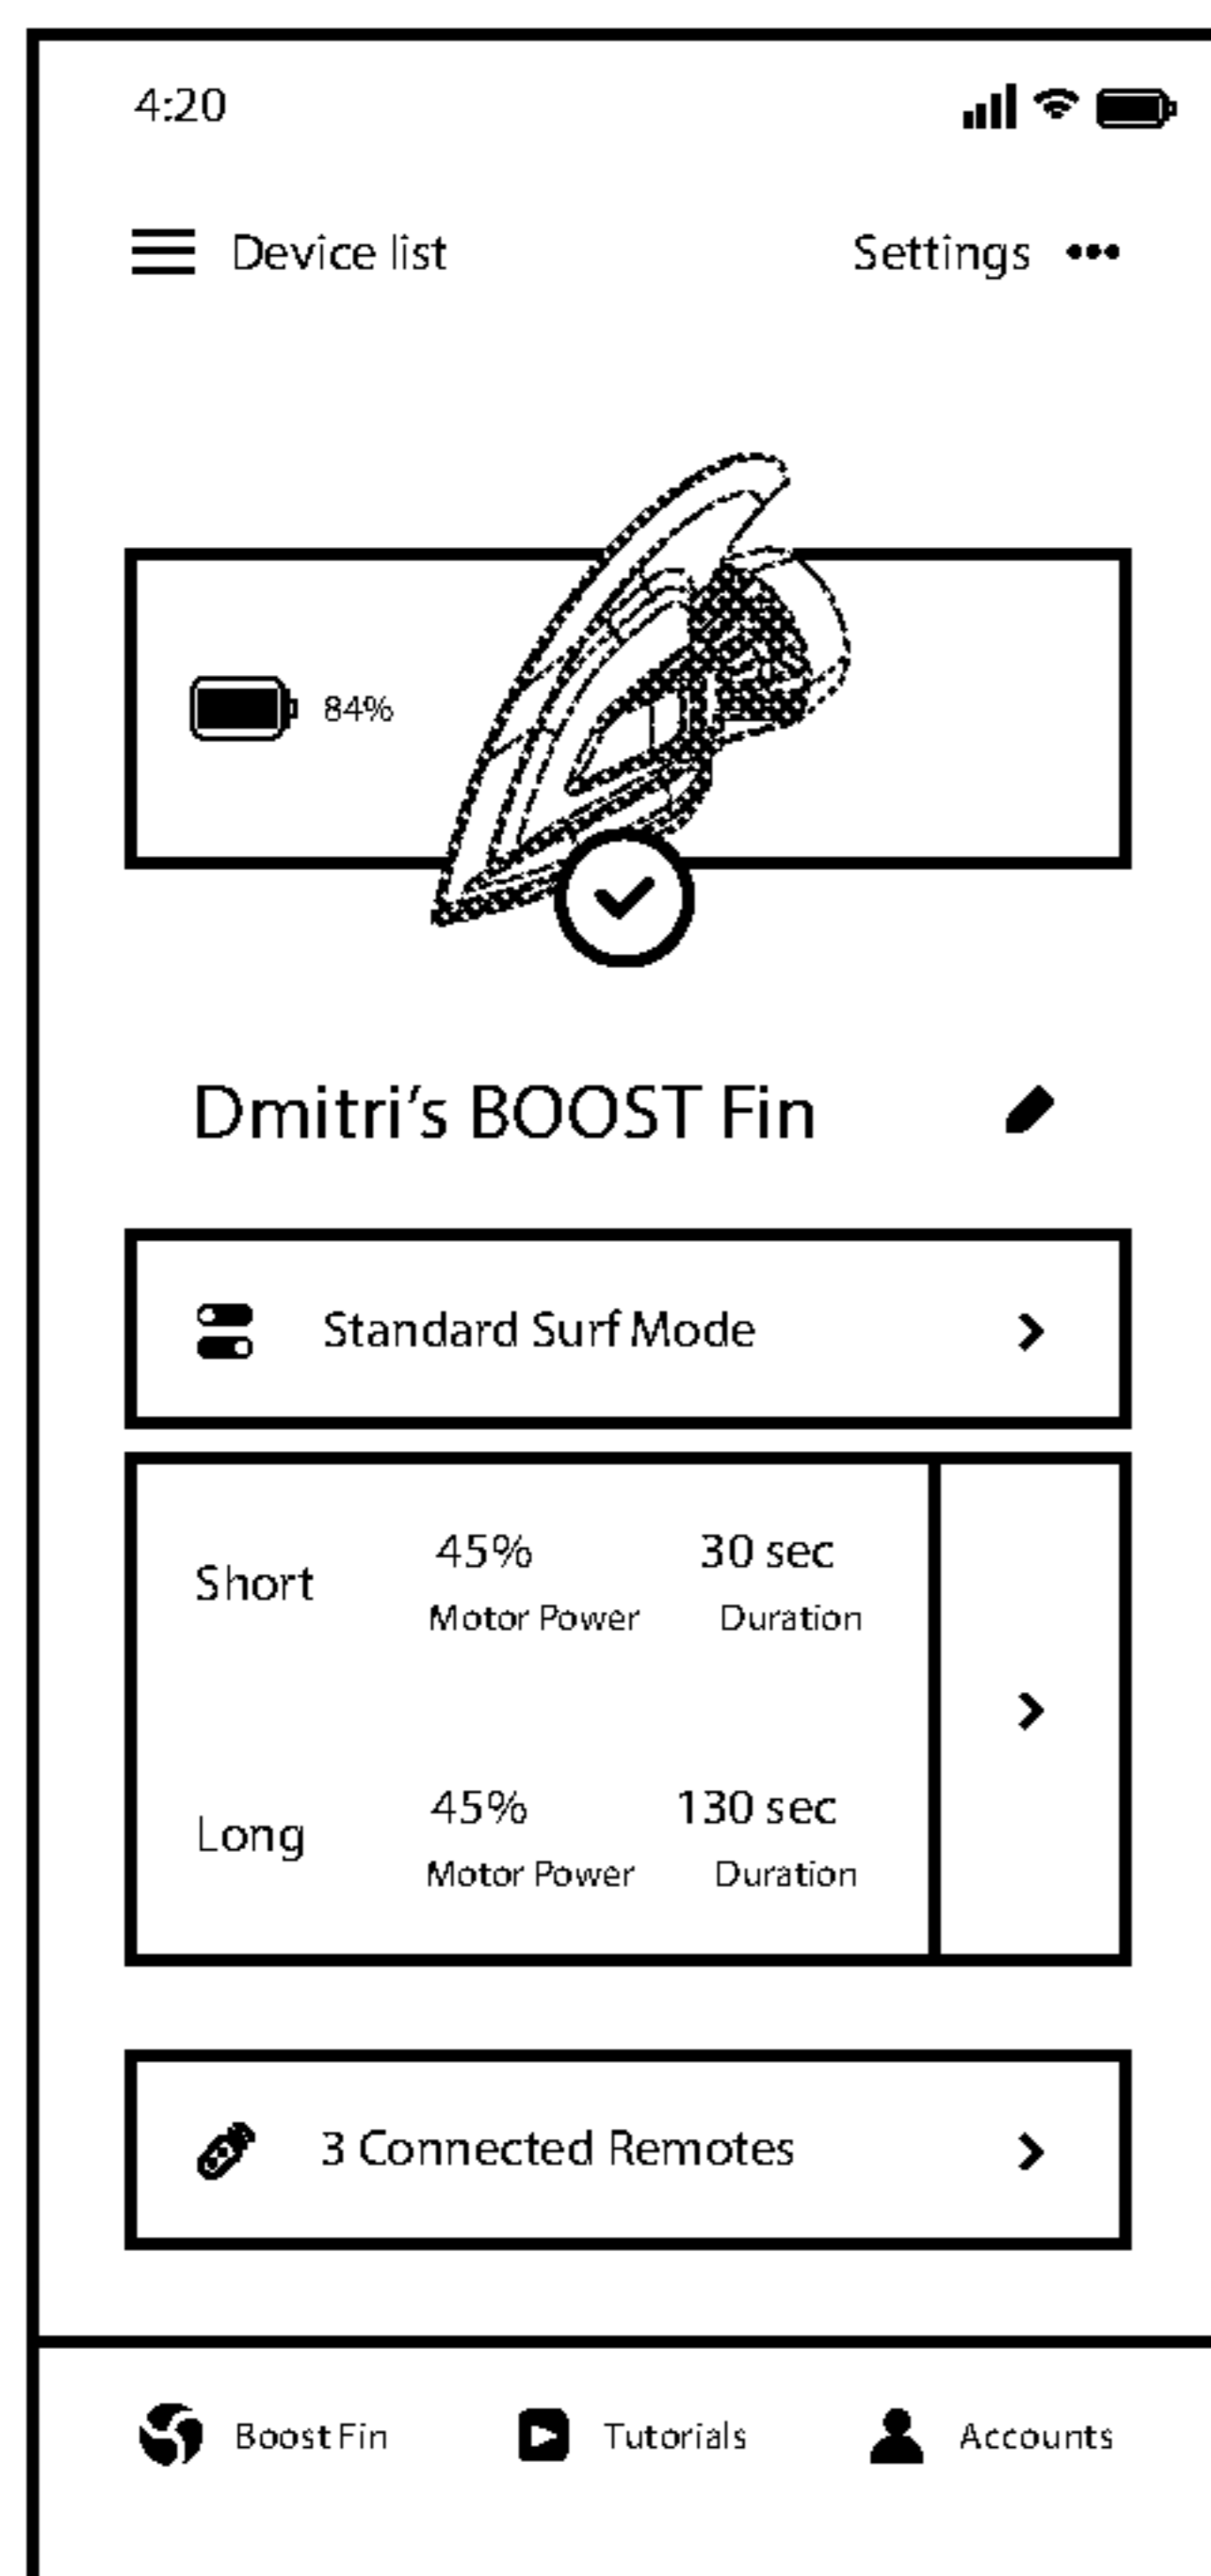 4:20
Device list
Settings
84%
Dmitri’s BOOST Fin
Standard Surf Mode
45% 30 sec
Short
Motor Power Duration
45% 130 sec
Long
Motor Power Duration
3 Connected Remotes
Boost Fin Tutorials Accounts